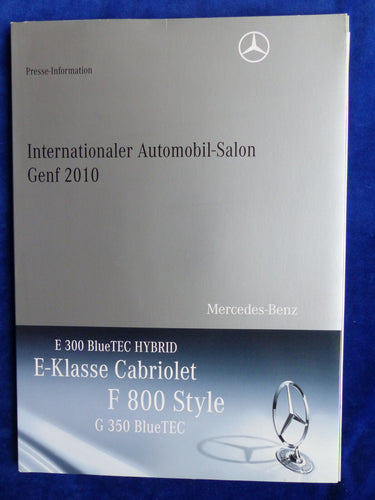 Presse-Information
Internationaler Automobil-Salon
Genf 2010
Mercedes-Benz
E 300 BlueTEC HYBRID
E-Klasse Cabriolet
F 800 Style
G 350 BlueTEC